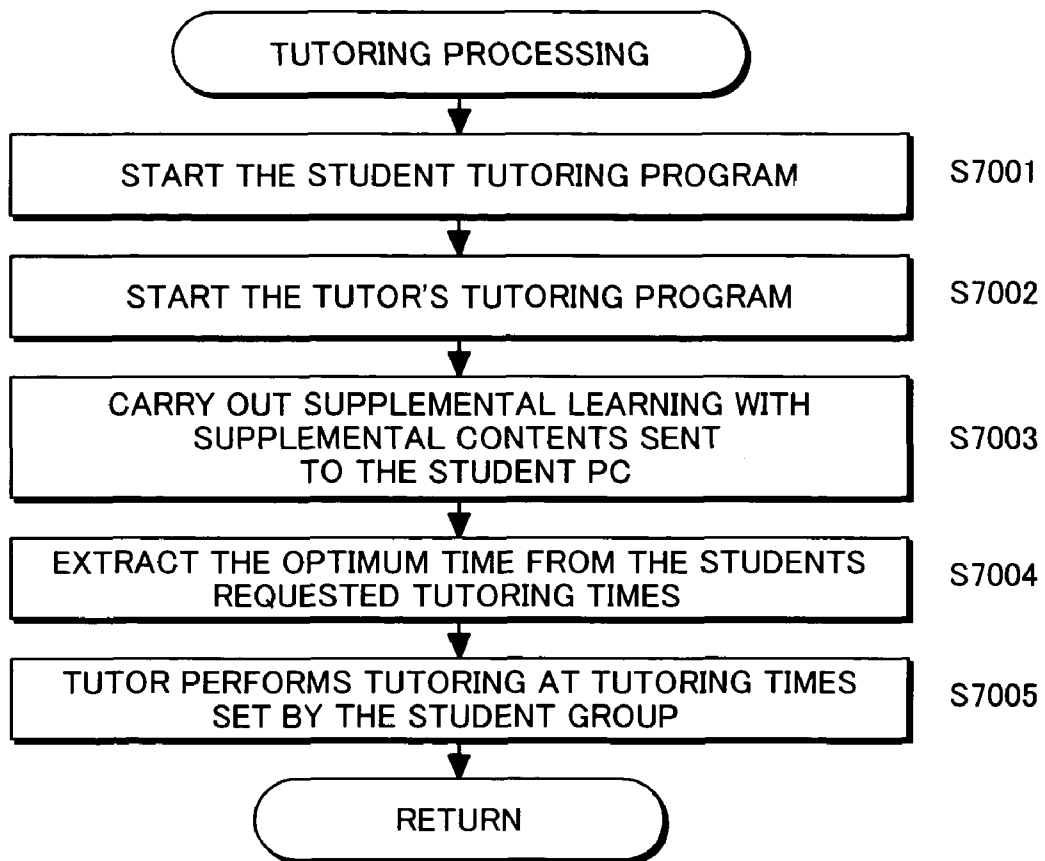 TUTORING PROCESSING
START THE STUDENT TUTORING PROGRAM
S7001
START THE TUTOR'S TUTORING PROGRAM
S7002
CARRY OUT SUPPLEMENTAL LEARNING WITH
SUPPLEMENTAL CONTENTS SENT
TO THE STUDENT PC
S7003
EXTRACT THE OPTIMUM TIME FROM THE STUDENTS
REQUESTED TUTORING TIMES
S7004
TUTOR PERFORMS TUTORING AT TUTORING TIMES
SET BY THE STUDENT GROUP
S7005
RETURN